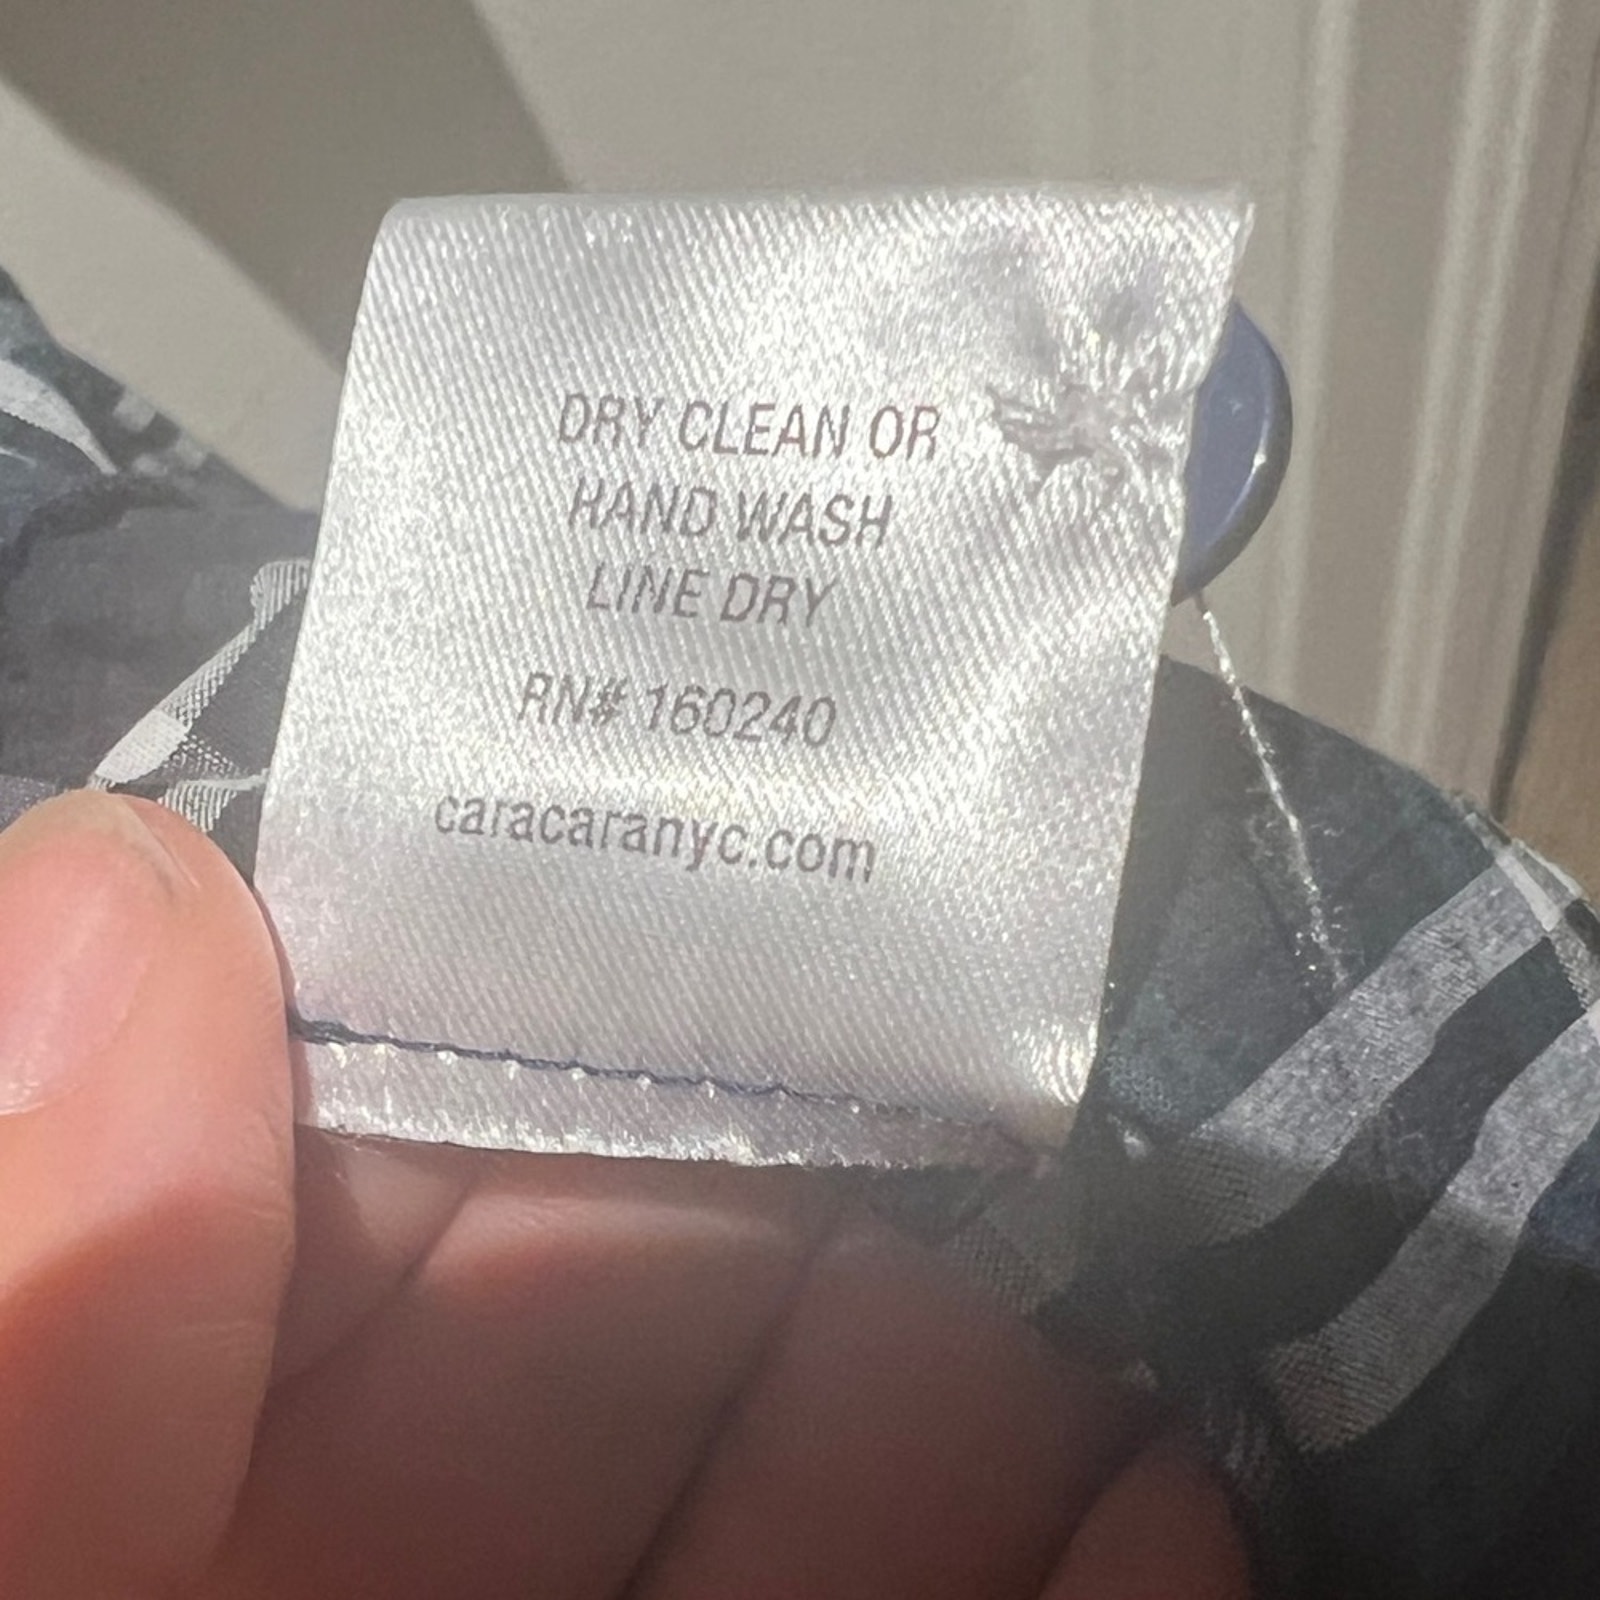 DRY CLEAN OR
HAND WASH
LINE DRY
RN# 160240
caracaranyc.com